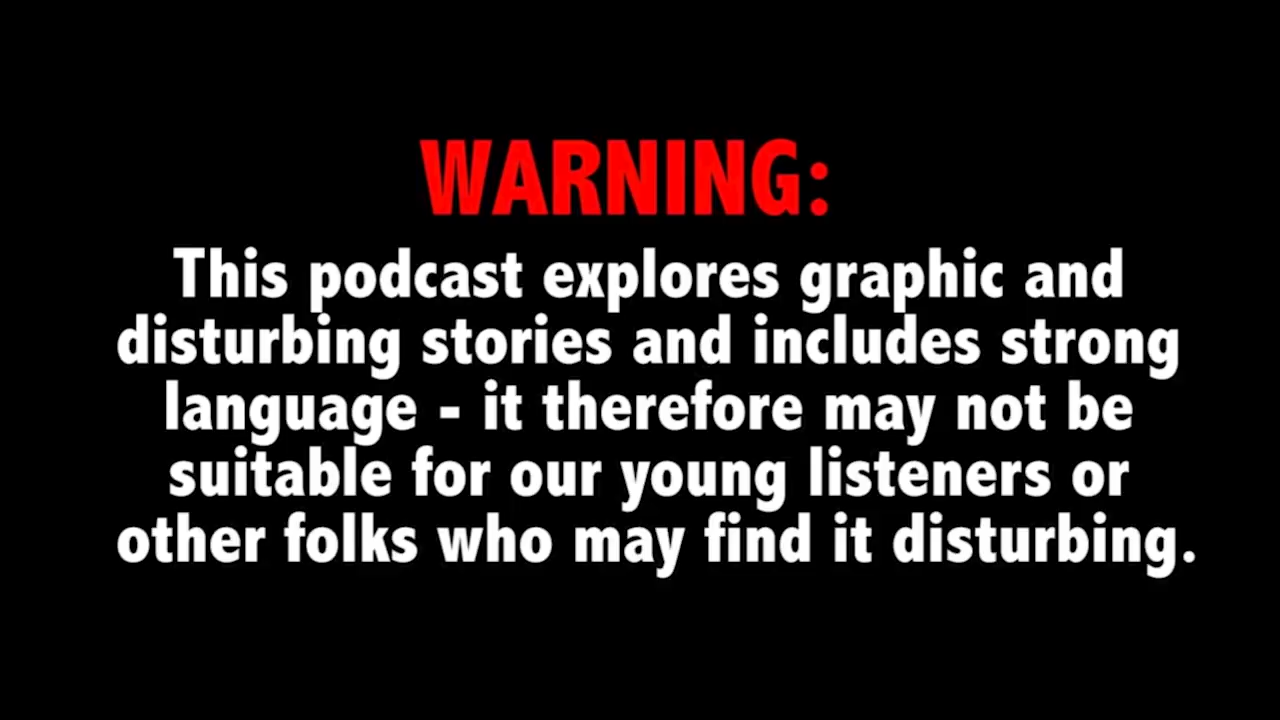 WARNING:
This podcast explores graphic and
disturbing stories and includes strong
language - it therefore may not be
suitable for our young listeners or
other folks who may find it disturbing.